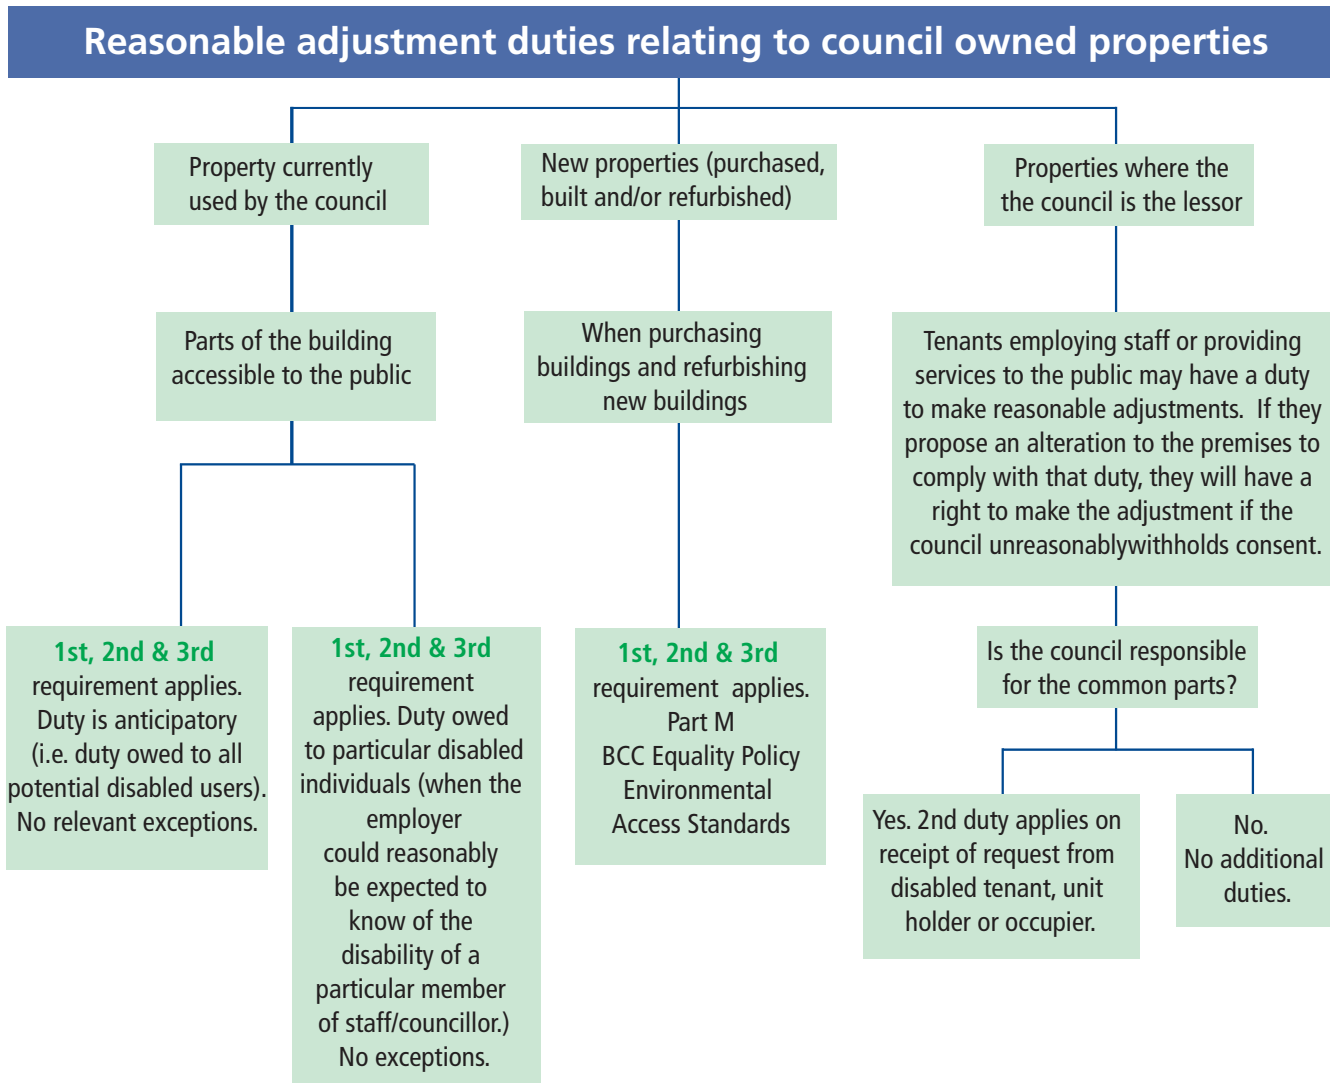 Reasonable adjustment duties relating to council owned properties
Property currently
used by the council
New properties (purchased,
built and/or refurbished)
Properties where the
the council is the lessor
Parts of the building
accessible to the public
When purchasing
buildings and refurbishing
new buildings
Tenants employing staff or providing
services to the public may have a duty
to make reasonable adjustments. If they
propose an alteration to the premises to
comply with that duty, they will have a
right to make the adjustment if the
council unreasonablywithholds consent.
1st, 2nd & 3rd
requirement applies.
Duty is anticipatory
(i.e. duty owed to all
potential disabled users).
No relevant exceptions.
1st, 2nd & 3rd
requirement
applies. Duty owed
to particular disabled
individuals (when the
employer
could reasonably
be expected to
know of the
disability of a
particular member
of staff/councillor.)
No exceptions.
1st, 2nd & 3rd
requirement applies.
Part M
BCC Equality Policy
Environmental
Access Standards
Is the council responsible
for the common parts?
Yes. 2nd duty applies on
receipt of request from
disabled tenant, unit
holder or occupier.
No.
No additional
duties.